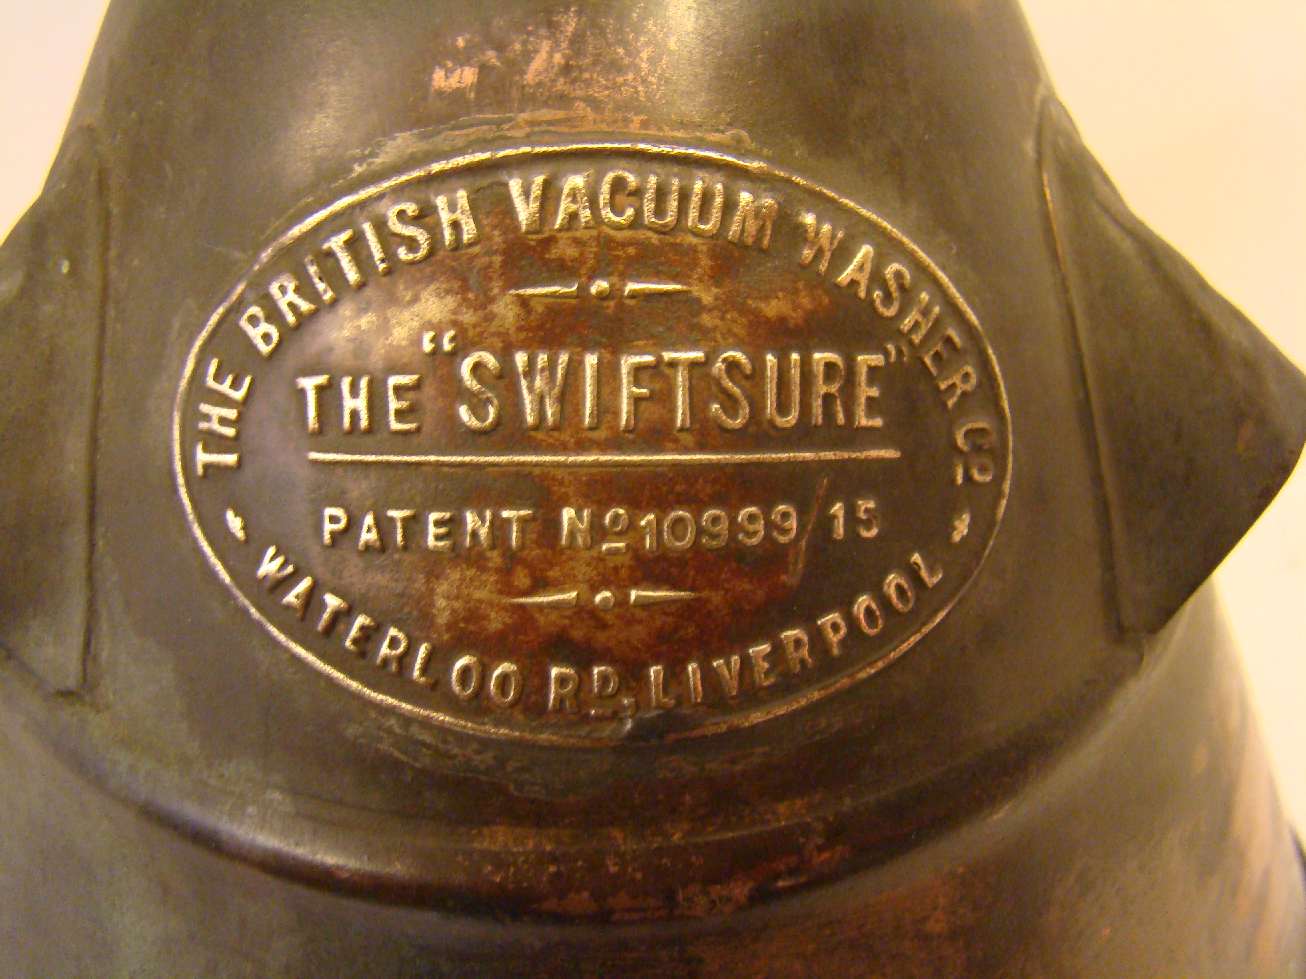 THE BRITISH VACUUM WASHER Co
THE "SWIFTSURE"
PATENT No 10999/15
WATERLOO RD, LIVERPOOL